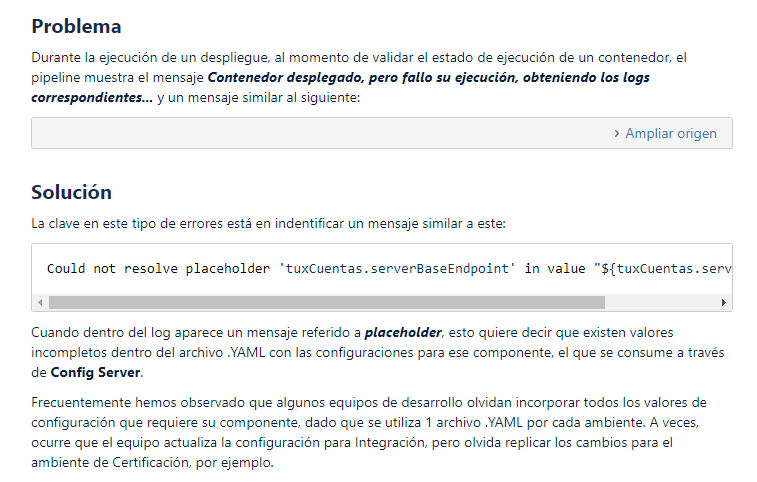 Problema
Durante la ejecución de un despliegue, al momento de validar el estado de ejecución de un contenedor, el
pipeline muestra el mensaje Contenedor desplegado, pero fallo su ejecución, obteniendo los logs
correspondientes... y un mensaje similar al siguiente:
› Ampliar origen
Solución
La clave en este tipo de errores está en indentificar un mensaje similar a este:
Could not resolve placeholder 'tuxCuentas.serverBaseEndpoint' in value "${tuxCuentas.serv
Cuando dentro del log aparece un mensaje referido a placeholder, esto quiere decir que existen valores
incompletos dentro del archivo .YAML con las configuraciones para ese componente, el que se consume a través
de Config Server.
Frecuentemente hemos observado que algunos equipos de desarrollo olvidan incorporar todos los valores de
configuración que requiere su componente, dado que se utiliza 1 archivo .YAML por cada ambiente. A veces,
ocurre que el equipo actualiza la configuración para Integración, pero olvida replicar los cambios para el
ambiente de Certificación, por ejemplo.